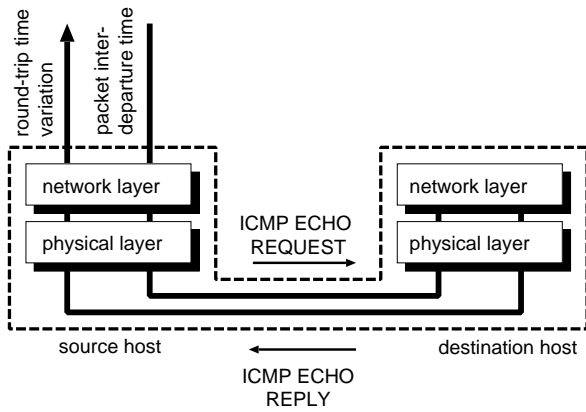 round-trip time
variation
packet inter-
departure time
network layer
physical layer
network layer
physical layer
ICMP ECHO
REQUEST
source host
destination host
ICMP ECHO
REPLY